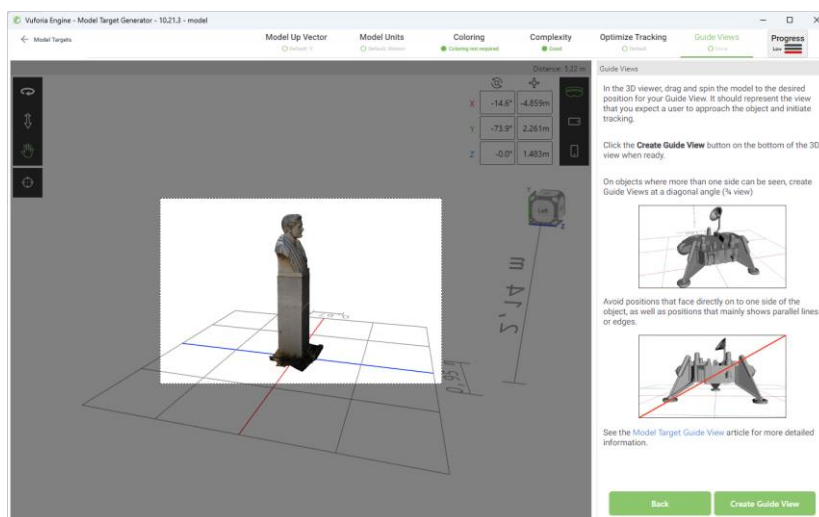 Vuforia Engine - Model Target Generator - 10.21.3 - model
Model Targets
Model Up Vector
Default: Y
Model Units
Default: Meters
Coloring
Coloring not required
Complexity
Good
Optimize Tracking
Default
Guide Views
Progress
Low
Distance: 5.22 m
X -14.6° -4.859m
Y -73.9° 2.261m
Z -0.0° 1.483m
Y
Left
Z
2.14 m
Guide Views
In the 3D viewer, drag and spin the model to the desired
position for your Guide View. It should represent the view
that you expect a user to approach the object and initiate
tracking.
Click the Create Guide View button on the bottom of the 3D
view when ready.
On objects where more than one side can be seen, create
Guide Views at a diagonal angle (¾ view)
Avoid positions that face directly on to one side of the
object, as well as positions that mainly shows parallel lines
or edges.
See the Model Target Guide View article for more detailed
information.
Back
Create Guide View